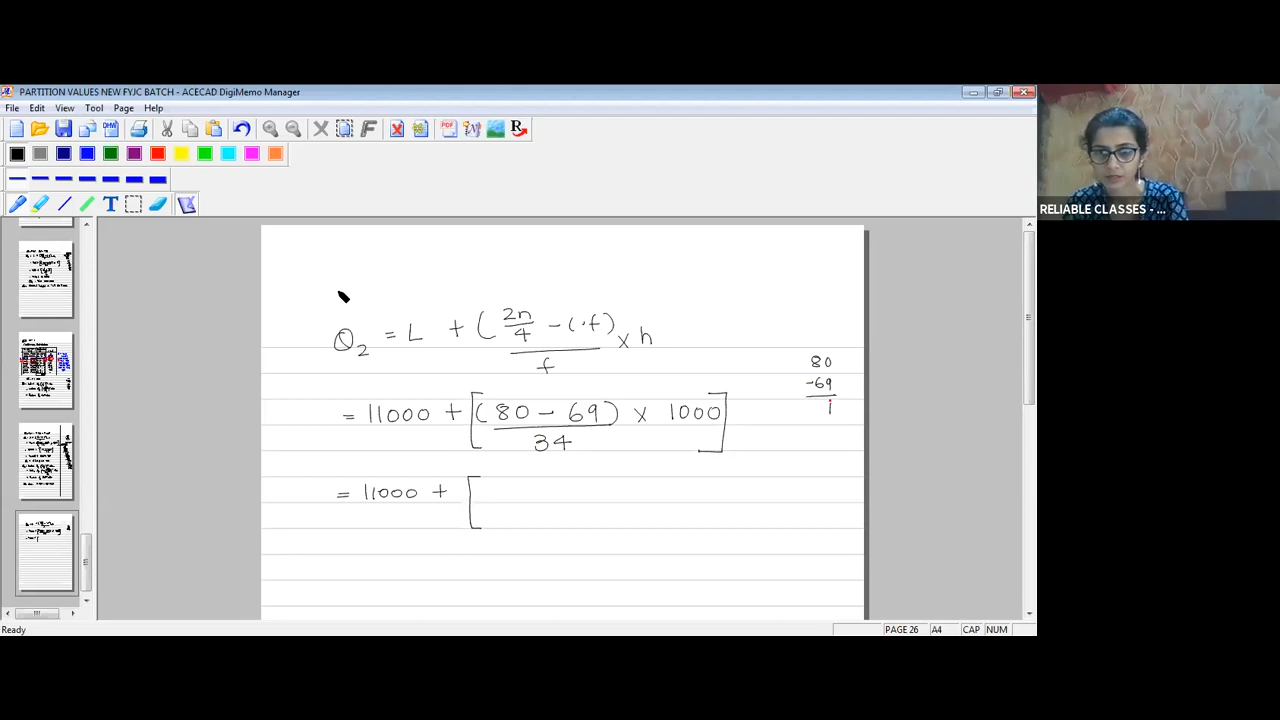 PARTITION VALUES NEW FYJC BATCH - ACECAD DigiMemo Manager
File Edit View Tool Page Help
RELIABLE CLASSES - ...
Q₂ = L + (2n/4 - c.f) / f x h
= 11000 + [(80 - 69) / 34 x 1000]
80
-69
1
= 11000 + [
Ready
PAGE 26 A4 CAP NUM